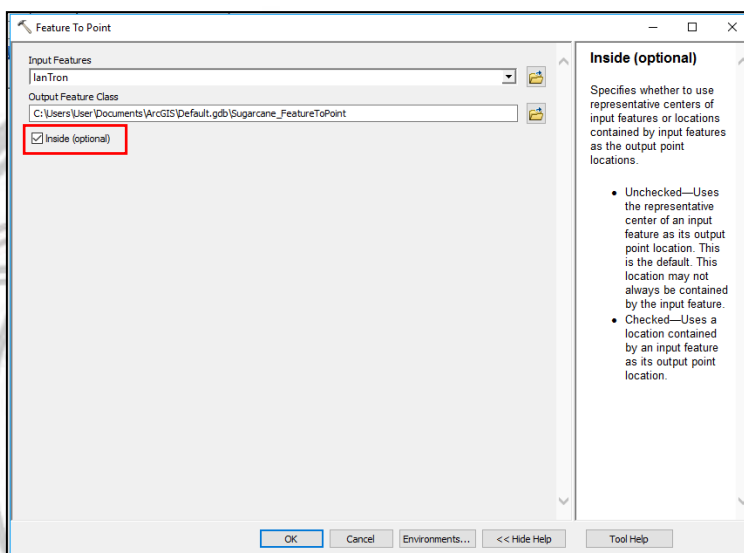 Feature To Point
Input Features
lanTron
Output Feature Class
C:\Users\User\Documents\ArcGIS\Default.gdb\Sugarcane_FeatureToPoint
Inside (optional)
Inside (optional)
Specifies whether to use
representative centers of
input features or locations
contained by input features
as the output point
locations.
• Unchecked—Uses
the representative
center of an input
feature as its output
point location. This
is the default. This
location may not
always be contained
by the input feature.
• Checked—Uses a
location contained
by an input feature
as its output point
location.
OK
Cancel
Environments...
<< Hide Help
Tool Help